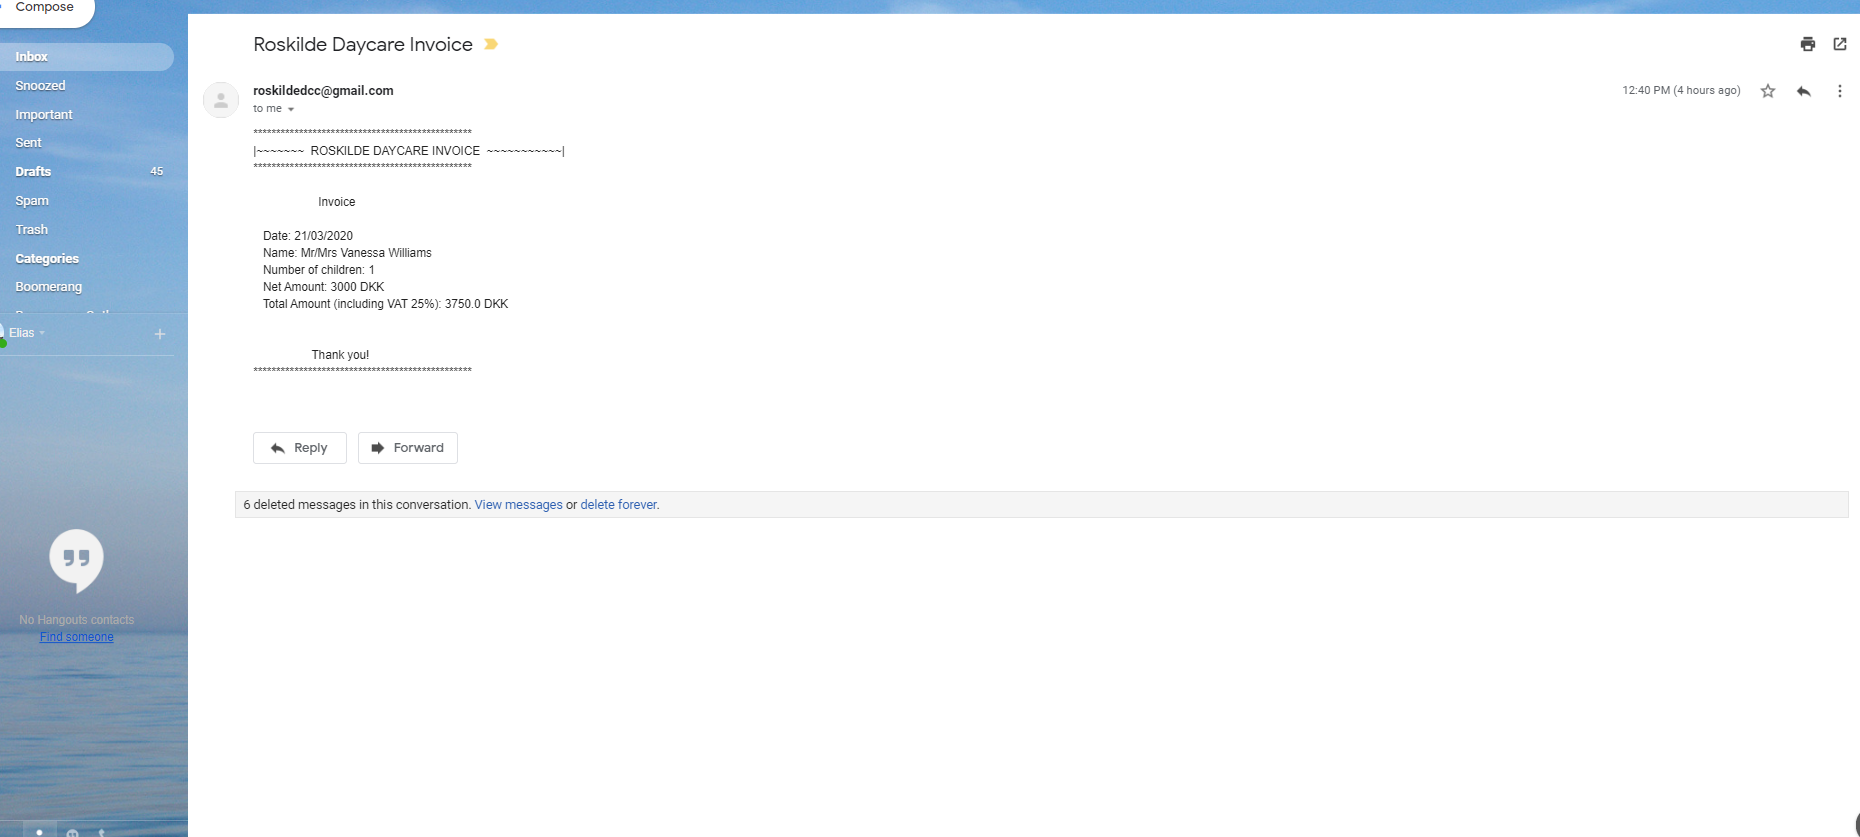 Compose
Inbox
Snoozed
Important
Sent
Drafts 45
Spam
Trash
Categories
Boomerang
Elias
No Hangouts contacts
Find someone
Roskilde Daycare Invoice
roskildedcc@gmail.com
12:40 PM (4 hours ago)
to me
************************************************
|~~~~~~~ ROSKILDE DAYCARE INVOICE ~~~~~~~~~~~|
************************************************
Invoice
Date: 21/03/2020
Name: Mr/Mrs Vanessa Williams
Number of children: 1
Net Amount: 3000 DKK
Total Amount (including VAT 25%): 3750.0 DKK
Thank you!
************************************************
Reply Forward
6 deleted messages in this conversation. View messages or delete forever.